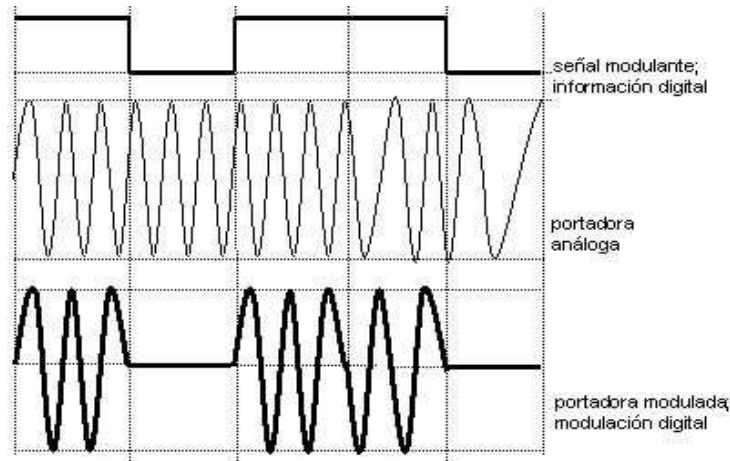 señal modulante;
información digital
portadora
análoga
portadora modulada;
modulación digital